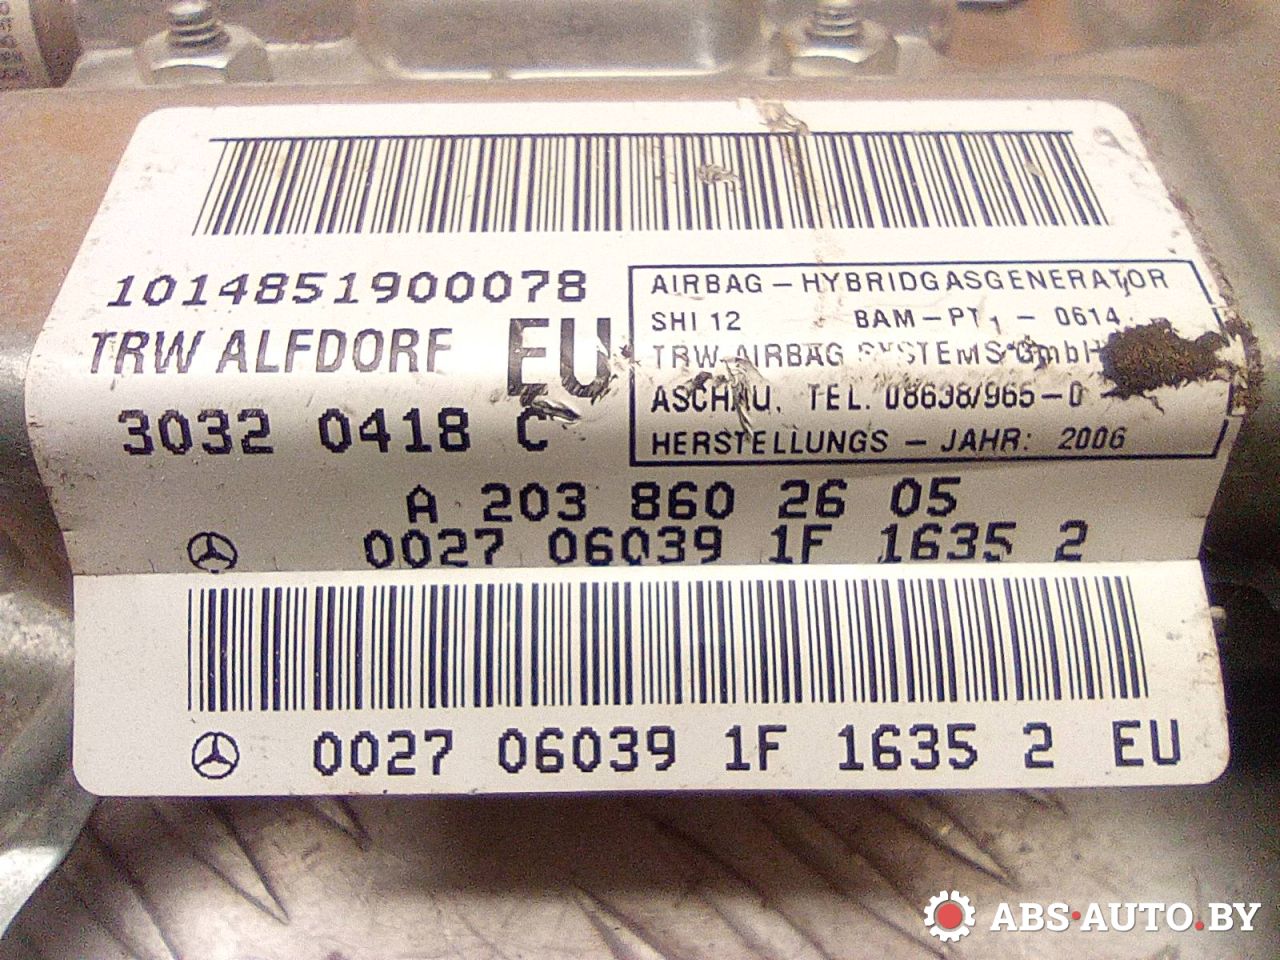 1014851900078
TRW ALFDORF EU
3032 0418 C
AIRBAG – HYBRIDGASGENERATOR
SHI 12 BAM – PT1 – 0614
TRW AIRBAG SYSTEMS GmbH
ASCHAU, TEL. 08638/965-0
HERSTELLUNGS – JAHR: 2006
A 203 860 26 05
0027 06039 1F 1635 2
0027 06039 1F 1635 2 EU
ABS·AUTO.BY